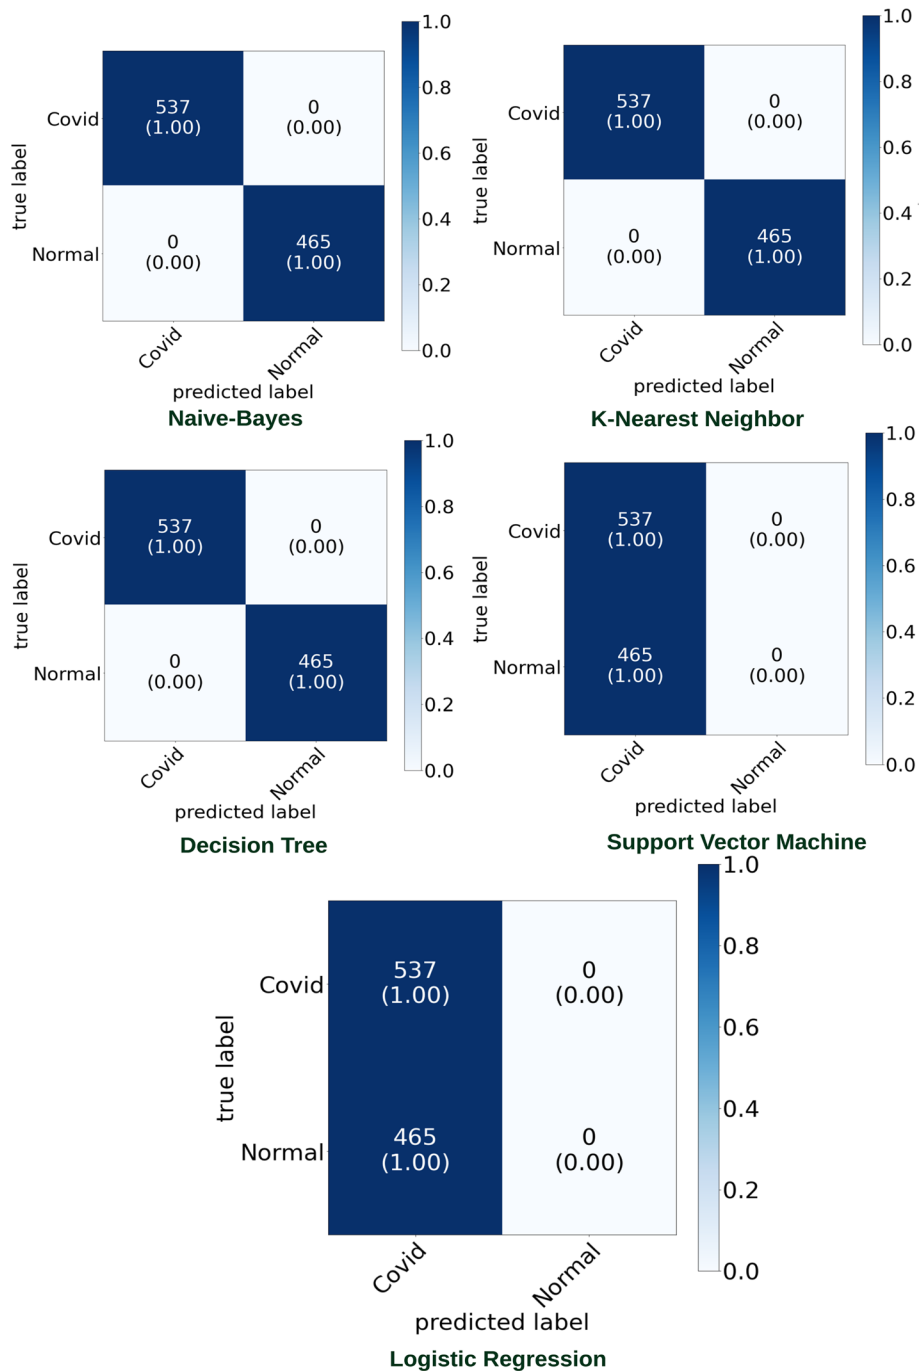 1.0
0.8
0.6
0.4
0.2
0.0
true label
Covid
Normal
537
(1.00)
0
(0.00)
0
(0.00)
465
(1.00)
Covid
Normal
predicted label
Naive-Bayes
1.0
0.8
0.6
0.4
0.2
0.0
true label
Covid
Normal
537
(1.00)
0
(0.00)
0
(0.00)
465
(1.00)
Covid
Normal
predicted label
K-Nearest Neighbor
1.0
0.8
0.6
0.4
0.2
0.0
true label
Covid
Normal
537
(1.00)
0
(0.00)
0
(0.00)
465
(1.00)
Covid
Normal
predicted label
Decision Tree
1.0
0.8
0.6
0.4
0.2
0.0
true label
Covid
Normal
537
(1.00)
0
(0.00)
465
(1.00)
0
(0.00)
Covid
Normal
predicted label
Support Vector Machine
1.0
0.8
0.6
0.4
0.2
0.0
true label
Covid
Normal
537
(1.00)
0
(0.00)
465
(1.00)
0
(0.00)
Covid
Normal
predicted label
Logistic Regression